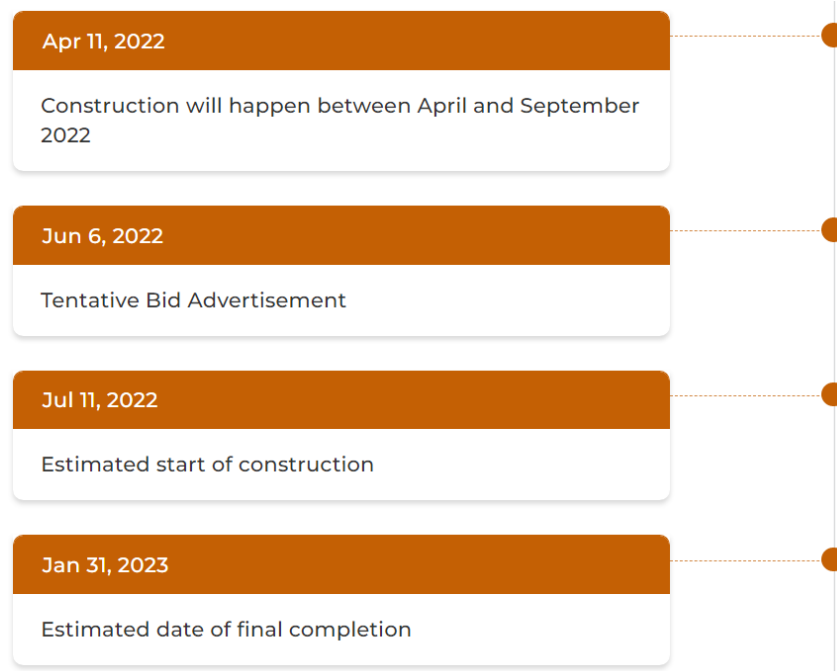 Apr 11, 2022
Construction will happen between April and September
2022
Jun 6, 2022
Tentative Bid Advertisement
Jul 11, 2022
Estimated start of construction
Jan 31, 2023
Estimated date of final completion